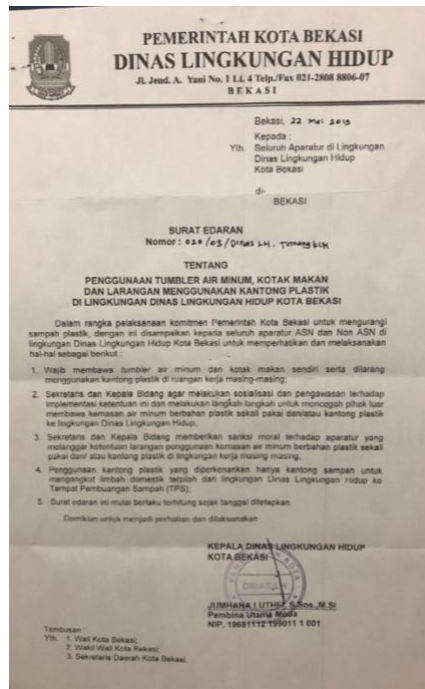 PEMERINTAH KOTA BEKASI
DINAS LINGKUNGAN HIDUP
Jl. Jend. A. Yani No. 1 Lt. 4 Telp./Fax 021-2808 8806-07
B E K A S I
Bekasi, 22 Mei 2019
Kepada :
Yth. Seluruh Aparatur di Lingkungan
Dinas Lingkungan Hidup
Kota Bekasi
di-
BEKASI
SURAT EDARAN
Nomor : 020/03/Dinas LH.
TENTANG
PENGGUNAAN TUMBLER AIR MINUM, KOTAK MAKAN
DAN LARANGAN MENGGUNAKAN KANTONG PLASTIK
DI LINGKUNGAN DINAS LINGKUNGAN HIDUP KOTA BEKASI
Dalam rangka pelaksanaan komitmen Pemerintah Kota Bekasi untuk mengurangi
sampah plastik, dengan ini disampaikan kepada seluruh aparatur ASN dan Non ASN di
lingkungan Dinas Lingkungan Hidup Kota Bekasi untuk memperhatikan dan melaksanakan
hal-hal sebagai berikut :
1. Wajib membawa tumbler air minum dan kotak makan sendiri serta dilarang
menggunakan kantong plastik di ruangan kerja masing-masing;
2. Sekretaris dan Kepala Bidang agar melakukan sosialisasi dan pengawasan terhadap
implementasi ketentuan ini dan melakukan langkah-langkah untuk mencegah pihak luar
membawa kemasan air minum berbahan plastik sekali pakai dan/atau kantong plastik
ke lingkungan Dinas Lingkungan Hidup;
3. Sekretaris dan Kepala Bidang memberikan sanksi moral terhadap aparatur yang
melanggar ketentuan larangan penggunaan kemasan air minum berbahan plastik sekali
pakai dan/ atau kantong plastik di lingkungan kerja masing masing.
4. Penggunaan kantong plastik yang diperkenankan hanya kantong sampah untuk
mengangkut limbah domestik terpilah dari lingkungan Dinas Lingkungan Hidup ke
Tempat Pembuangan Sampah (TPS);
5. Surat edaran ini mulai berlaku terhitung sejak tanggal ditetapkan.
Demikian untuk menjadi perhatian dan dilaksanakan
KEPALA DINAS LINGKUNGAN HIDUP
KOTA BEKASI
JUMHANA LUTHFI, S.Sos.,M.Si
Pembina Utama Muda
NIP. 19651112 199011 1 001
Tembusan :
Yth. 1. Wali Kota Bekasi;
2. Wakil Wali Kota Bekasi;
3. Sekretaris Daerah Kota Bekasi.